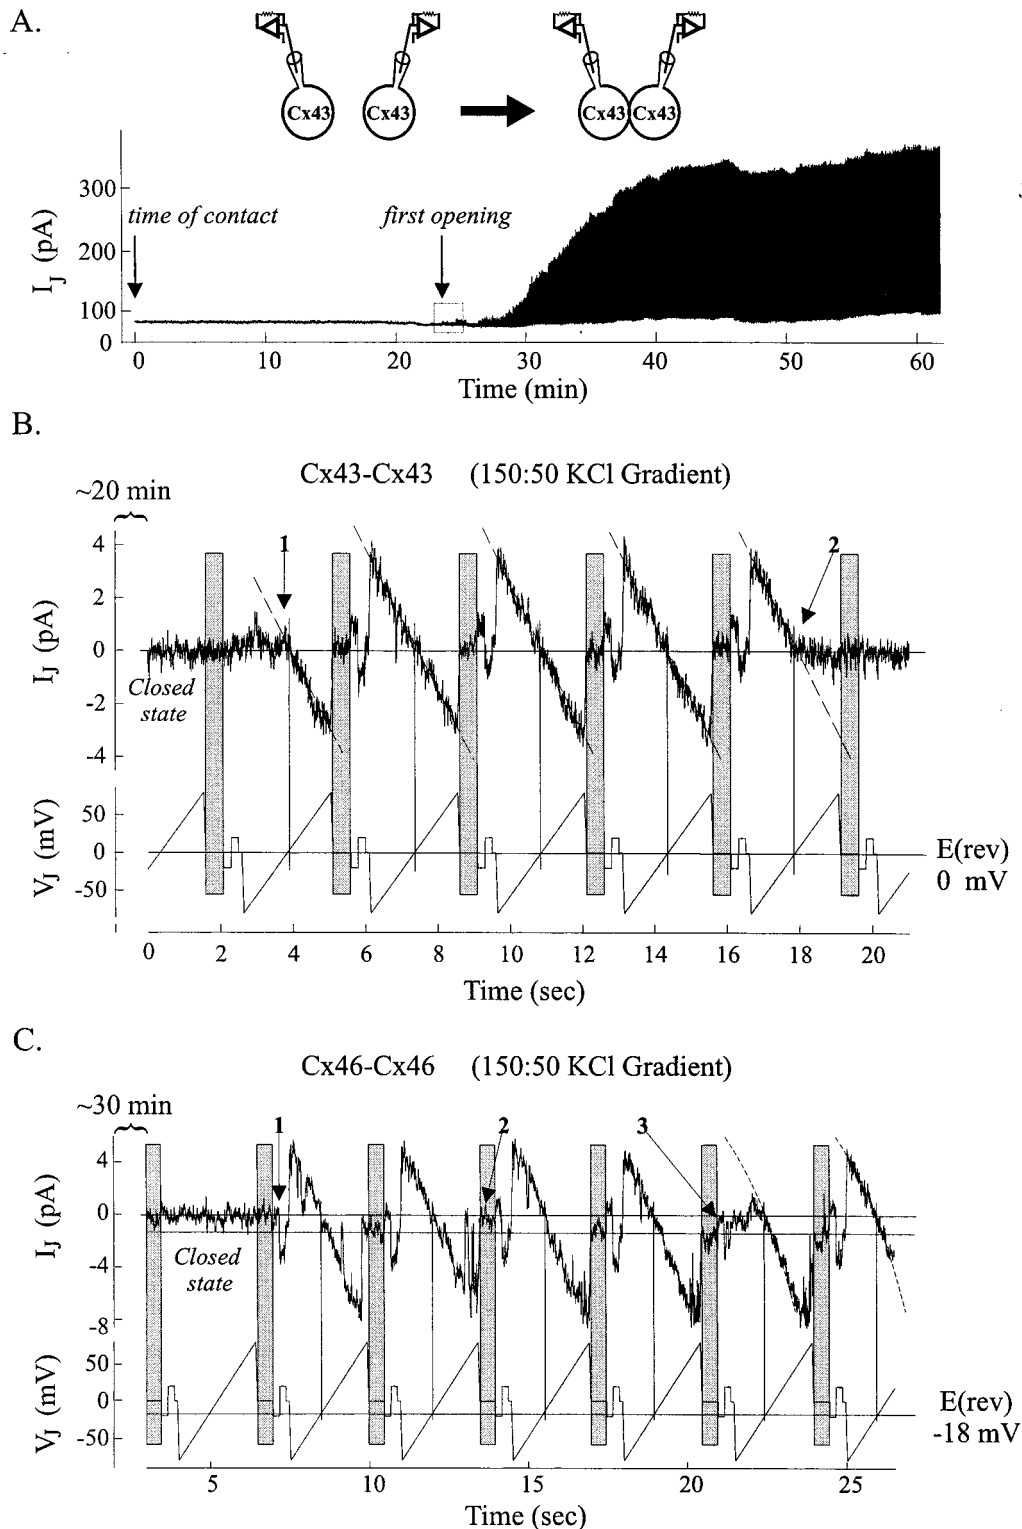 A.
Cx43 Cx43 Cx43 Cx43
300
200
100
0
I_J (pA)
time of contact
first opening
0 10 20 30 40 50 60
Time (min)
B.
Cx43-Cx43 (150:50 KCl Gradient)
~20 min
4
2
0
-2
-4
I_J (pA)
1
2
Closed
state
50
0
-50
V_J (mV)
E(rev)
0 mV
0 2 4 6 8 10 12 14 16 18 20
Time (sec)
C.
Cx46-Cx46 (150:50 KCl Gradient)
~30 min
1
2
3
4
0
-4
-8
I_J (pA)
Closed
state
50
0
-50
V_J (mV)
E(rev)
-18 mV
5 10 15 20 25
Time (sec)